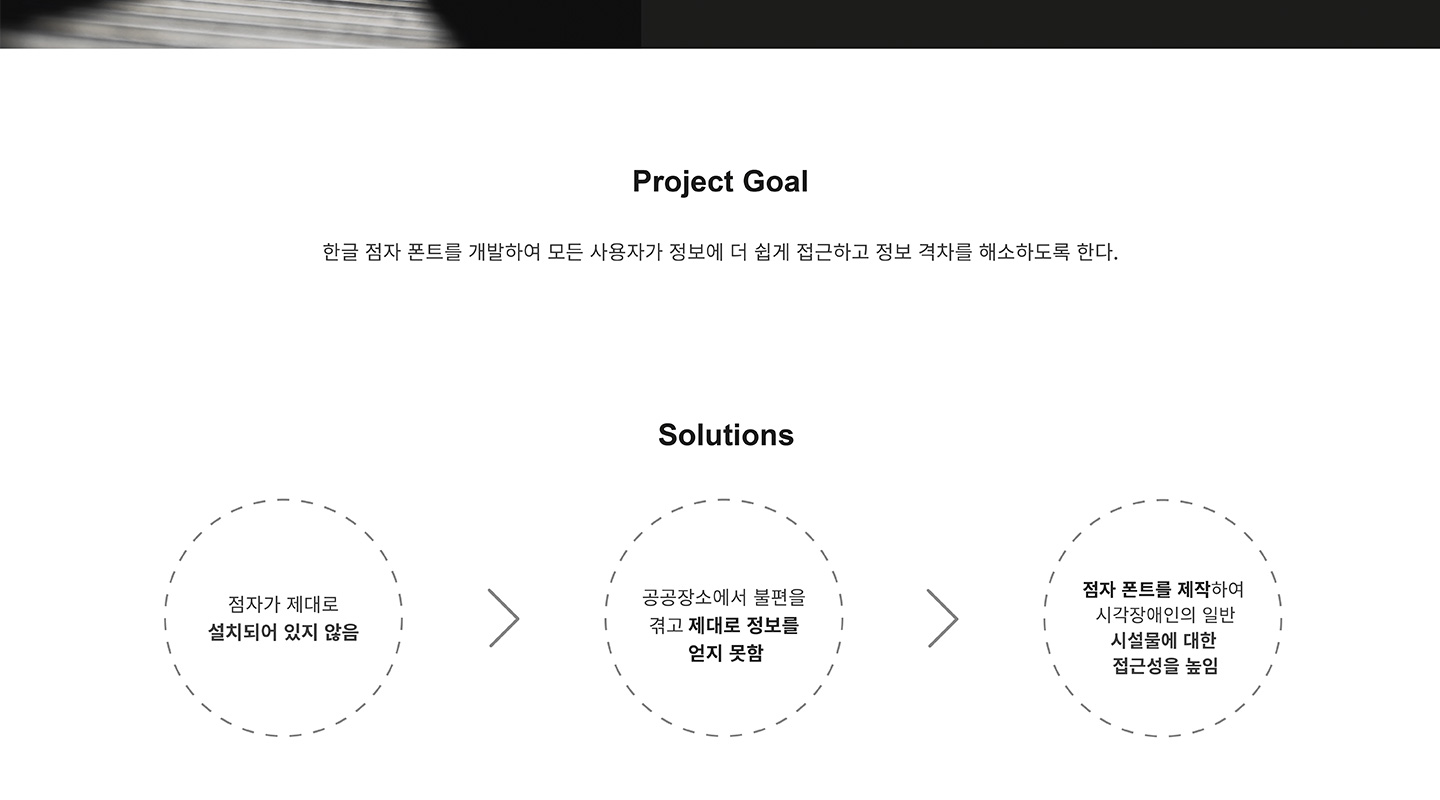 Project Goal
한글 점자 폰트를 개발하여 모든 사용자가 정보에 더 쉽게 접근하고 정보 격차를 해소하도록 한다.
Solutions
점자가 제대로
설치되어 있지 않음
공공장소에서 불편을
겪고 제대로 정보를
얻지 못함
점자 폰트를 제작하여
시각장애인의 일반
시설물에 대한
접근성을 높임